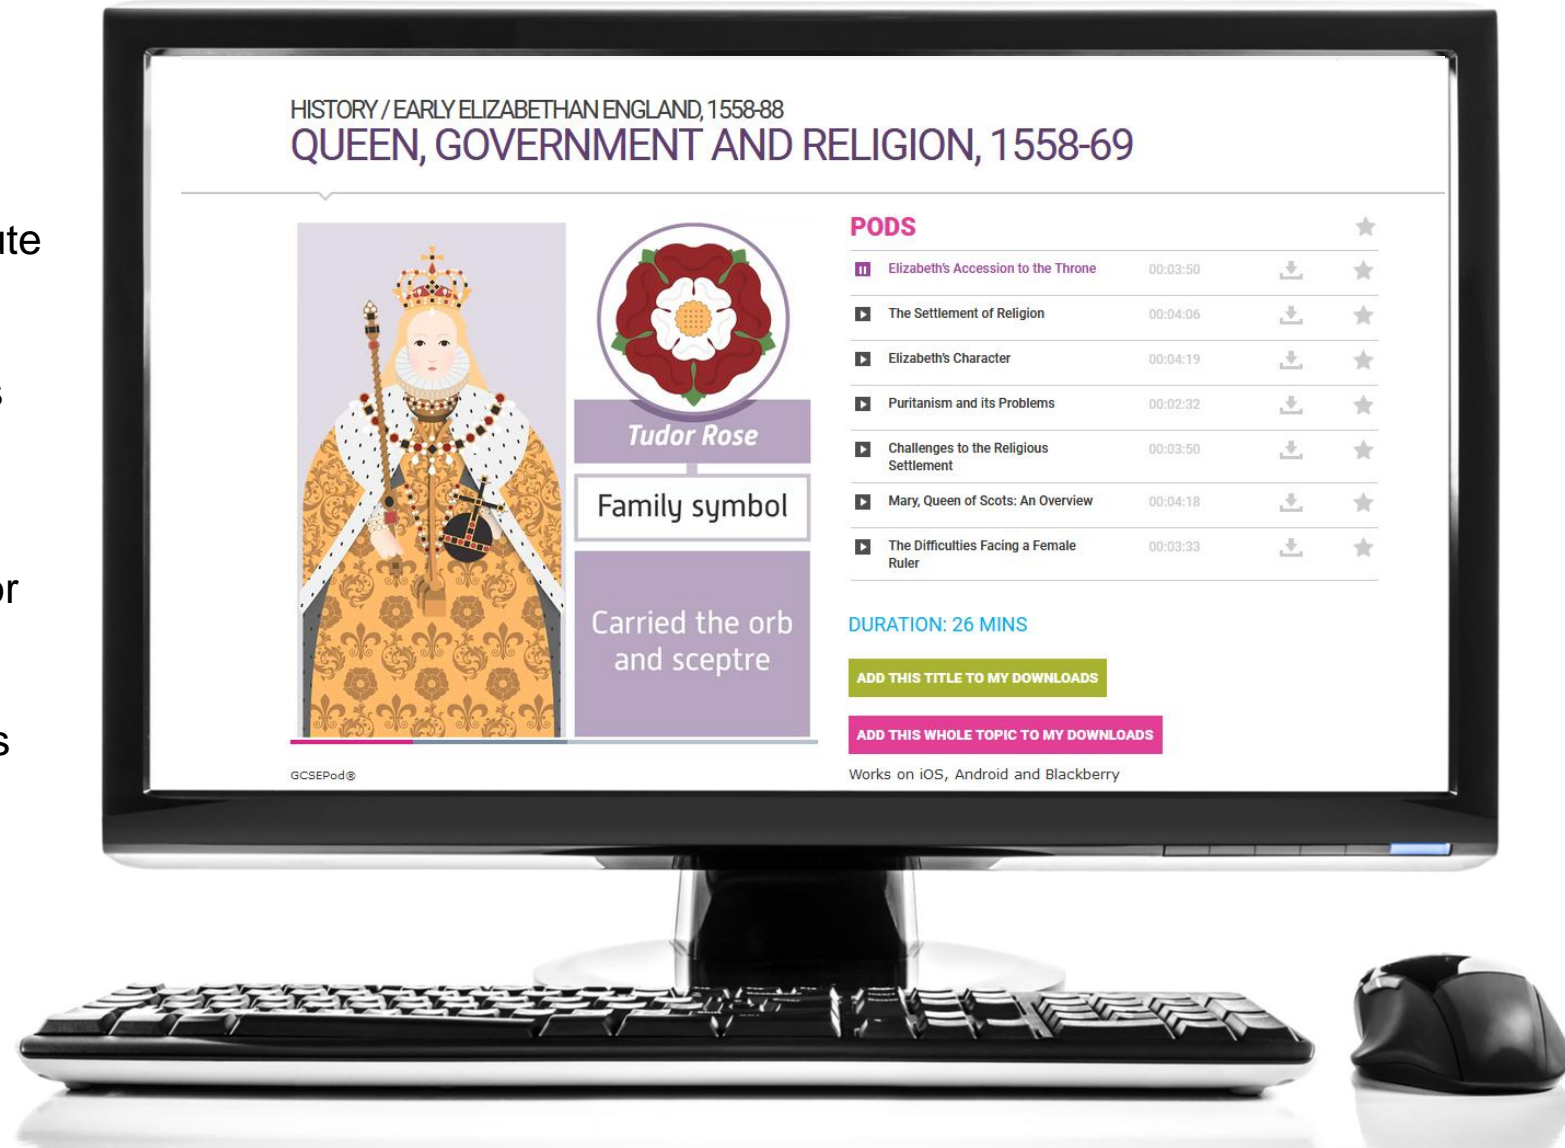 HISTORY / EARLY ELIZABETHAN ENGLAND, 1558-88
QUEEN, GOVERNMENT AND RELIGION, 1558-69
Tudor Rose
Family symbol
Carried the orb
and sceptre
GCSEPod®
PODS
Elizabeth's Accession to the Throne 00:03:50
The Settlement of Religion 00:04:06
Elizabeth's Character 00:04:19
Puritanism and its Problems 00:02:32
Challenges to the Religious 00:03:50
Settlement
Mary, Queen of Scots: An Overview 00:04:18
The Difficulties Facing a Female 00:03:33
Ruler
DURATION: 26 MINS
ADD THIS TITLE TO MY DOWNLOADS
ADD THIS WHOLE TOPIC TO MY DOWNLOADS
Works on iOS, Android and Blackberry